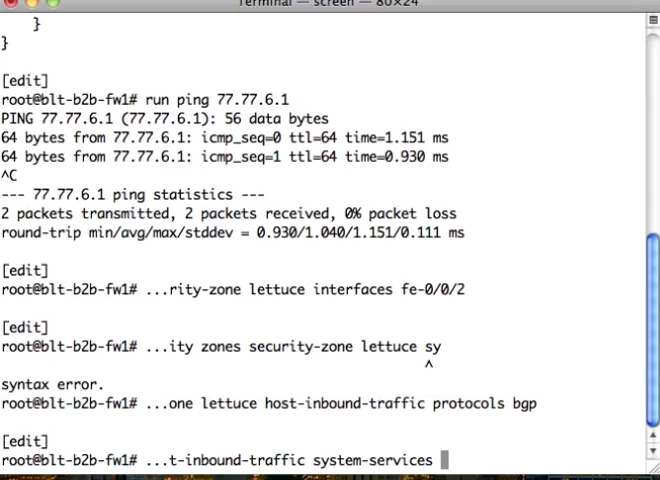 Terminal — screen — 80×24
}
}
[edit]
root@blt-b2b-fw1# run ping 77.77.6.1
PING 77.77.6.1 (77.77.6.1): 56 data bytes
64 bytes from 77.77.6.1: icmp_seq=0 ttl=64 time=1.151 ms
64 bytes from 77.77.6.1: icmp_seq=1 ttl=64 time=0.930 ms
^C
--- 77.77.6.1 ping statistics ---
2 packets transmitted, 2 packets received, 0% packet loss
round-trip min/avg/max/stddev = 0.930/1.040/1.151/0.111 ms
[edit]
root@blt-b2b-fw1# ...rity-zone lettuce interfaces fe-0/0/2
[edit]
root@blt-b2b-fw1# ...ity zones security-zone lettuce sy
^
syntax error.
root@blt-b2b-fw1# ...one lettuce host-inbound-traffic protocols bgp
[edit]
root@blt-b2b-fw1# ...t-inbound-traffic system-services